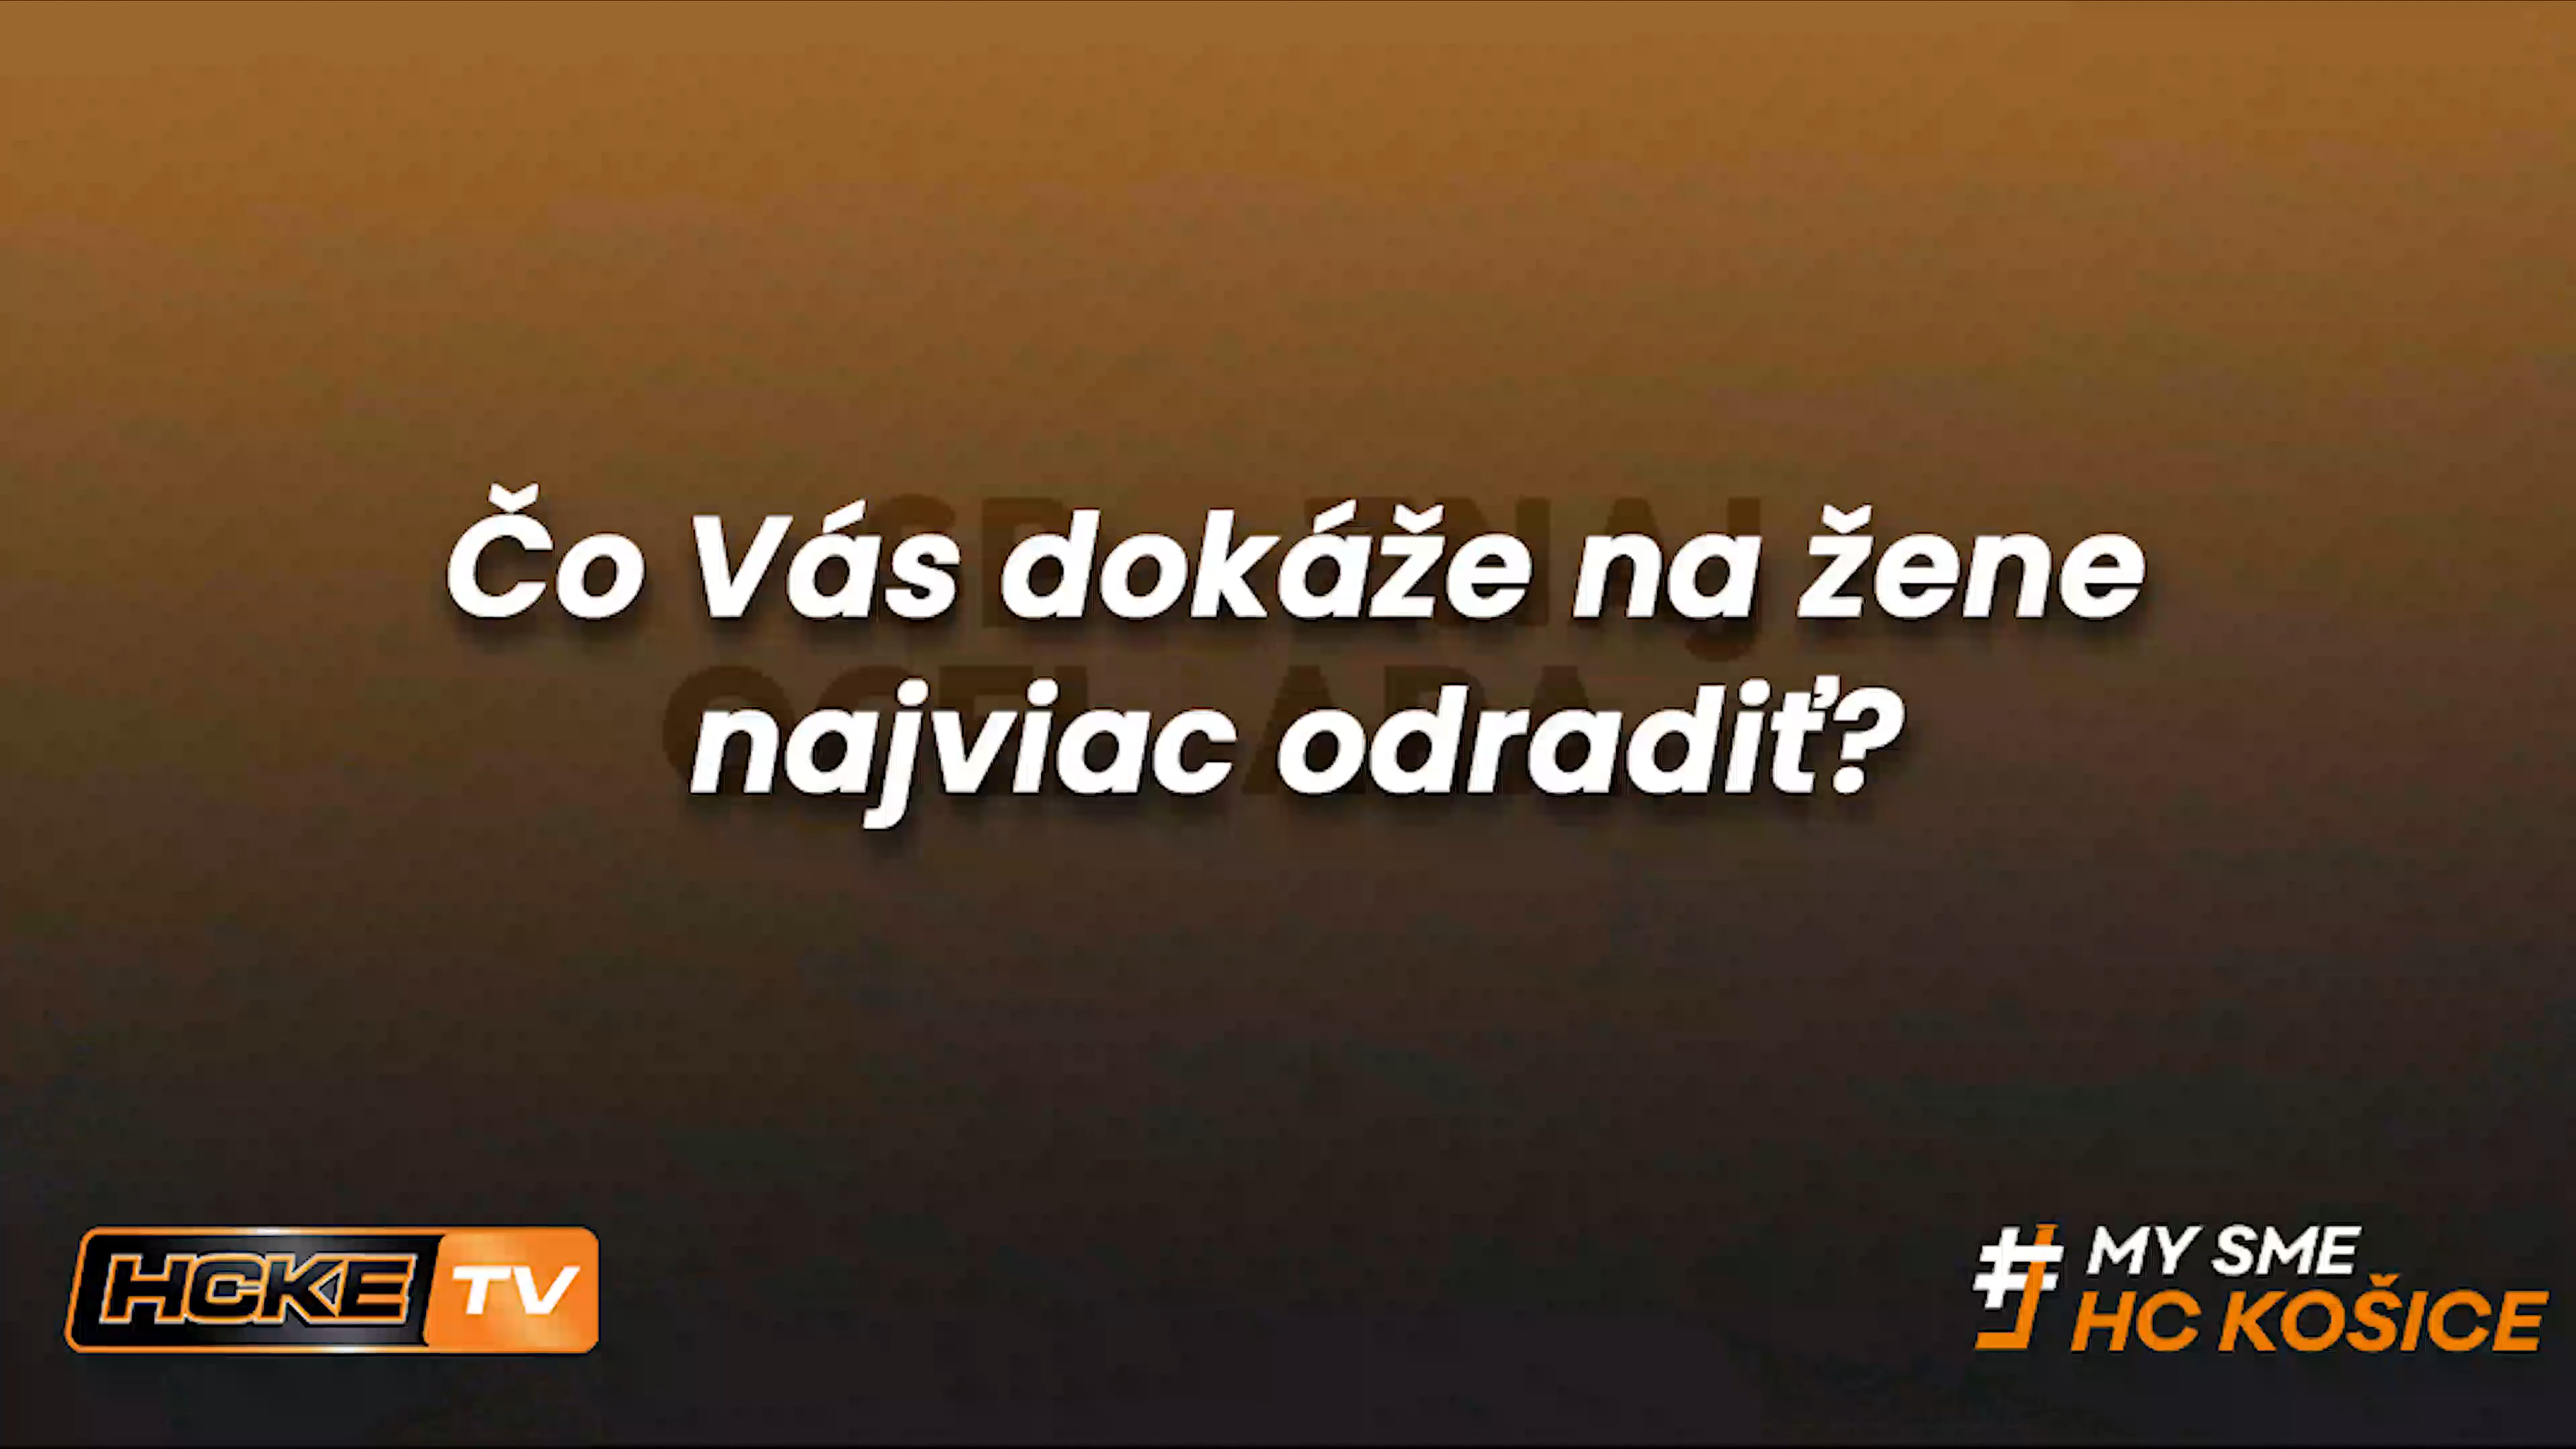 Čo Vás dokáže na žene
najviac odradiť?
HCKE TV
# MY SME
HC KOŠICE